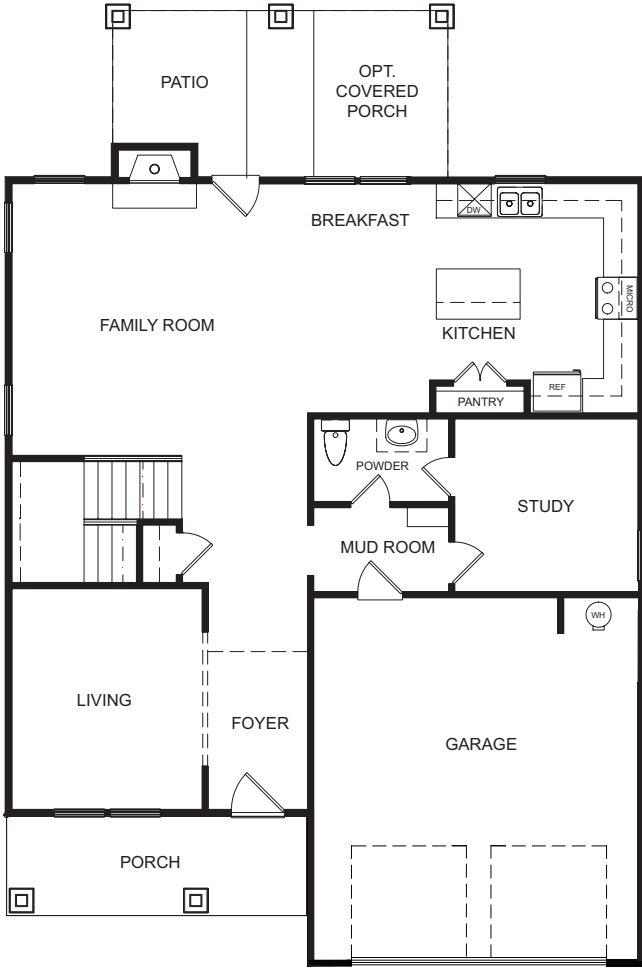 PATIO
OPT.
COVERED
PORCH
BREAKFAST
DW
MICRO
FAMILY ROOM
KITCHEN
REF
PANTRY
POWDER
STUDY
MUD ROOM
WH
LIVING
FOYER
GARAGE
PORCH